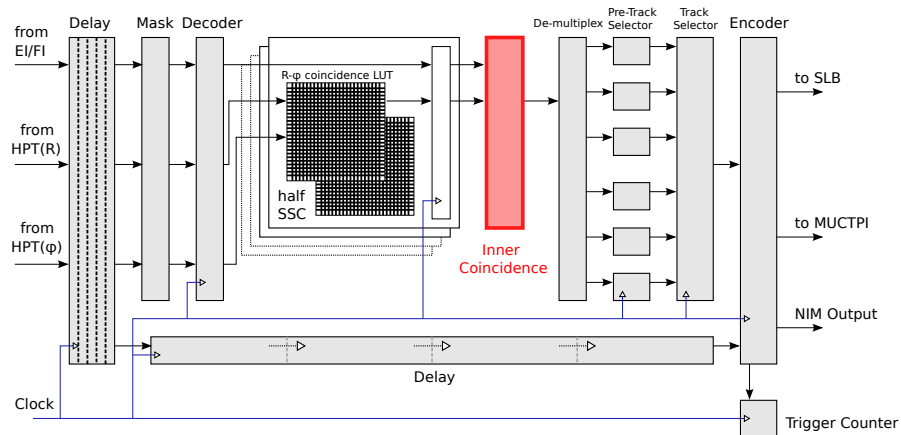 Delay
Mask
Decoder
De-multiplex
Pre-Track
Selector
Track
Selector
Encoder
from
EI/FI
R-φ coincidence LUT
to SLB
from
HPT(R)
half
SSC
from
HPT(φ)
Inner
Coincidence
to MUCTPI
NIM Output
Delay
Clock
Trigger Counter